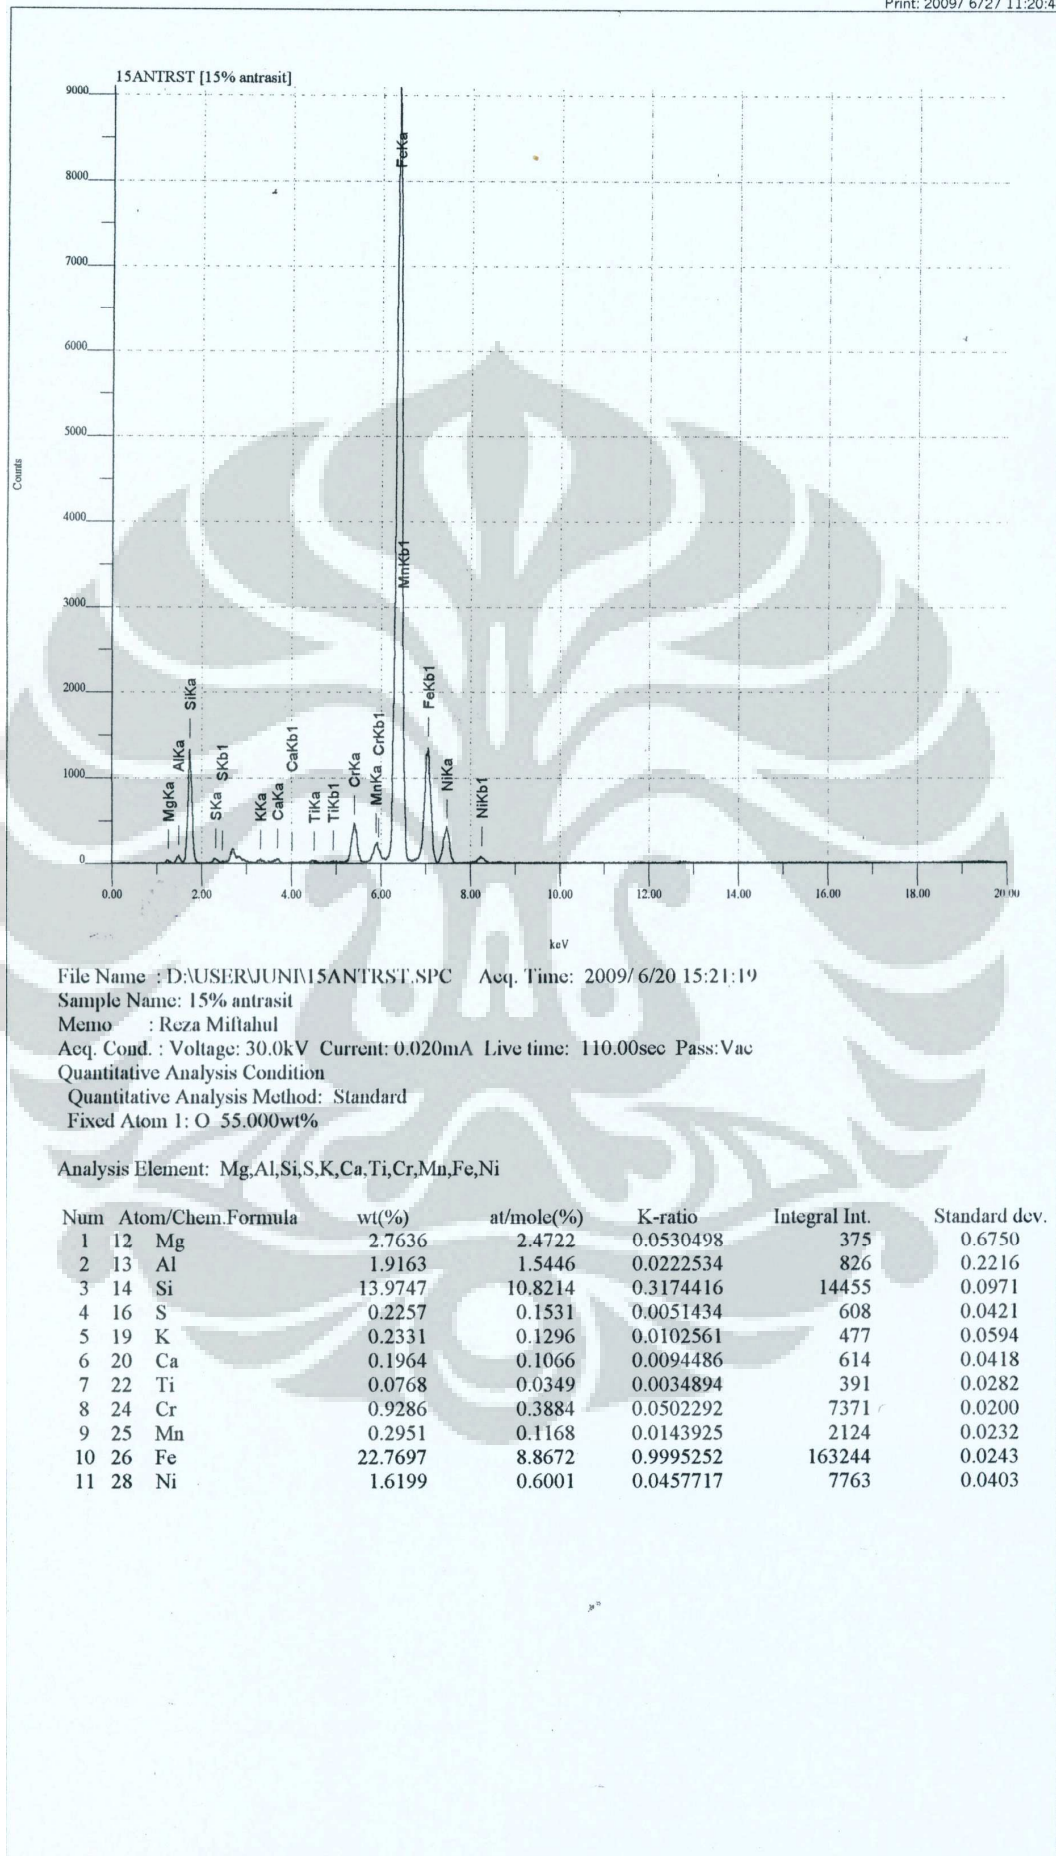 Print: 2009/ 6/27 11:20:4
15ANTRST [15% antrasit]
9000
8000
7000
6000
5000
4000
3000
2000
1000
0
Counts
MgKa
AlKa
SiKa
SKa
SKb1
KKa
CaKa
CaKb1
TiKa
TiKb1
CrKa
MnKa
CrKb1
FeKa
MnKb1
FeKb1
NiKa
NiKb1
0.00 2.00 4.00 6.00 8.00 10.00 12.00 14.00 16.00 18.00 20.00
keV
File Name : D:\USER\JUNI\15ANTRST.SPC Acq. Time: 2009/ 6/20 15:21:19
Sample Name: 15% antrasit
Memo : Reza Miftahul
Acq. Cond. : Voltage: 30.0kV Current: 0.020mA Live time: 110.00sec Pass:Vac
Quantitative Analysis Condition
Quantitative Analysis Method: Standard
Fixed Atom 1: O 55.000wt%
Analysis Element: Mg,Al,Si,S,K,Ca,Ti,Cr,Mn,Fe,Ni
Num Atom/Chem.Formula wt(%) at/mole(%) K-ratio Integral Int. Standard dev.
1 12 Mg 2.7636 2.4722 0.0530498 375 0.6750
2 13 Al 1.9163 1.5446 0.0222534 826 0.2216
3 14 Si 13.9747 10.8214 0.3174416 14455 0.0971
4 16 S 0.2257 0.1531 0.0051434 608 0.0421
5 19 K 0.2331 0.1296 0.0102561 477 0.0594
6 20 Ca 0.1964 0.1066 0.0094486 614 0.0418
7 22 Ti 0.0768 0.0349 0.0034894 391 0.0282
8 24 Cr 0.9286 0.3884 0.0502292 7371 0.0200
9 25 Mn 0.2951 0.1168 0.0143925 2124 0.0232
10 26 Fe 22.7697 8.8672 0.9995252 163244 0.0243
11 28 Ni 1.6199 0.6001 0.0457717 7763 0.0403